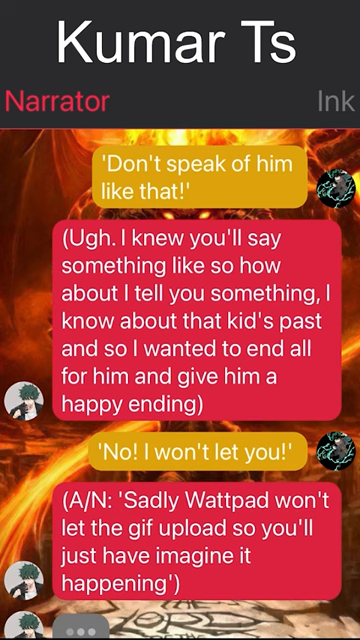 Kumar Ts
Narrator
Ink
'Don't speak of him
like that!'
(Ugh. I knew you'll say
something like so how
about I tell you something, I
know about that kid's past
and so I wanted to end all
for him and give him a
happy ending)
'No! I won't let you!'
(A/N: 'Sadly Wattpad won't
let the gif upload so you'll
just have imagine it
happening')
LORD